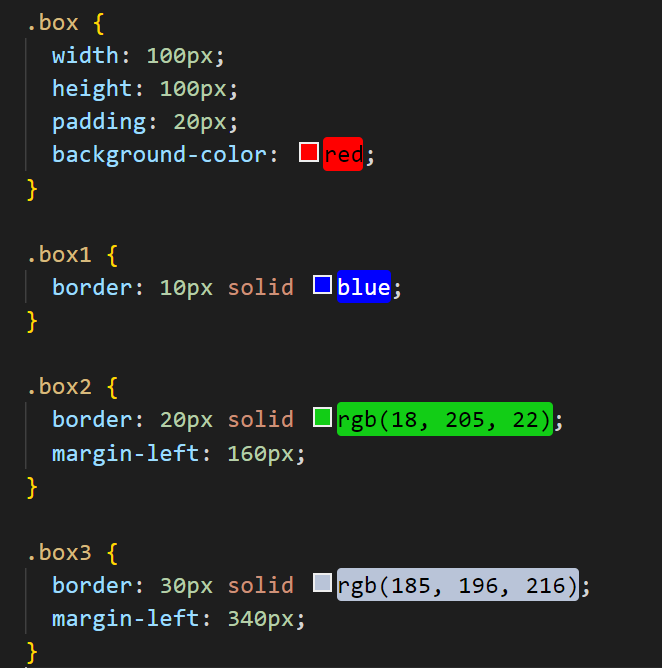 .box {
  width: 100px;
  height: 100px;
  padding: 20px;
  background-color: red;
}

.box1 {
  border: 10px solid blue;
}

.box2 {
  border: 20px solid rgb(18, 205, 22);
  margin-left: 160px;
}

.box3 {
  border: 30px solid rgb(185, 196, 216);
  margin-left: 340px;
}